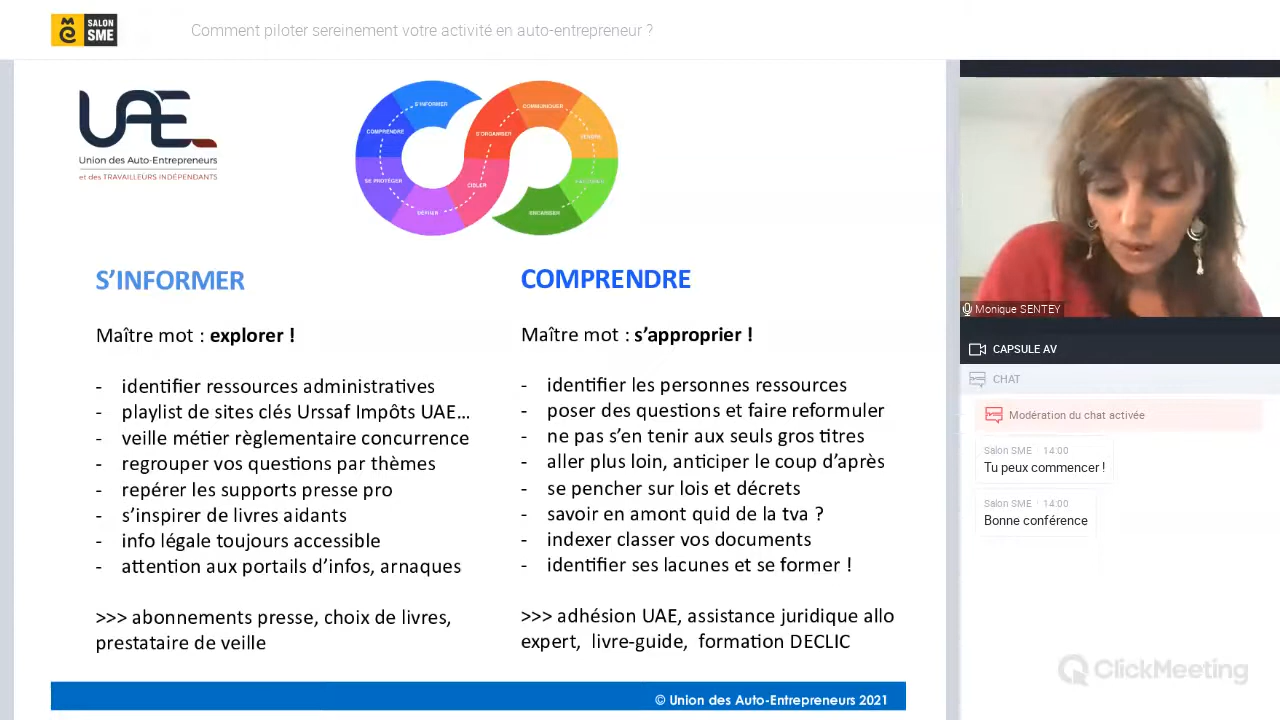 SALON
SME
Comment piloter sereinement votre activité en auto-entrepreneur ?
UAE
Union des Auto-Entrepreneurs
et des TRAVAILLEURS INDÉPENDANTS
S'INFORMER
COMMUNIQUER
COMPRENDRE
S'ORGANISER
VENDRE
SE PROTÉGER
CIBLER
DÉFINIR
ENCAISSER
S'INFORMER
Maître mot : explorer !
- identifier ressources administratives
- playlist de sites clés Urssaf Impôts UAE...
- veille métier règlementaire concurrence
- regrouper vos questions par thèmes
- repérer les supports presse pro
- s'inspirer de livres aidants
- info légale toujours accessible
- attention aux portails d'infos, arnaques
>>> abonnements presse, choix de livres,
prestataire de veille
COMPRENDRE
Maître mot : s'approprier !
- identifier les personnes ressources
- poser des questions et faire reformuler
- ne pas s'en tenir aux seuls gros titres
- aller plus loin, anticiper le coup d'après
- se pencher sur lois et décrets
- savoir en amont quid de la tva ?
- indexer classer vos documents
- identifier ses lacunes et se former !
>>> adhésion UAE, assistance juridique allo
expert, livre-guide, formation DECLIC
© Union des Auto-Entrepreneurs 2021
Monique SENTEY
CAPSULE AV
CHAT
Modération du chat activée
Salon SME 14:00
Tu peux commencer !
Salon SME 14:00
Bonne conférence
ClickMeeting